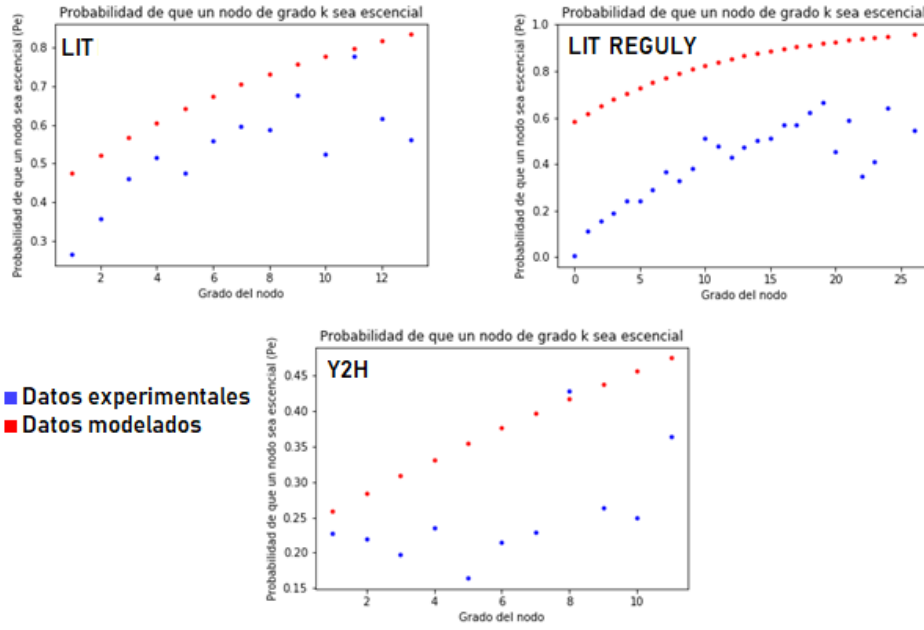 Probabilidad de que un nodo de grado k sea escencial
LIT
Probabilidad de que un nodo sea escencial (Pe)
0.8
0.7
0.6
0.5
0.4
0.3
2
4
6
8
10
12
Grado del nodo
Probabilidad de que un nodo de grado k sea escencial
LIT REGULY
Probabilidad de que un nodo sea escencial (Pe)
1.0
0.8
0.6
0.4
0.2
0.0
0
5
10
15
20
25
Grado del nodo
Datos experimentales
Datos modelados
Probabilidad de que un nodo de grado k sea escencial
Y2H
Probabilidad de que un nodo sea escencial (Pe)
0.45
0.40
0.35
0.30
0.25
0.20
0.15
2
4
6
8
10
Grado del nodo